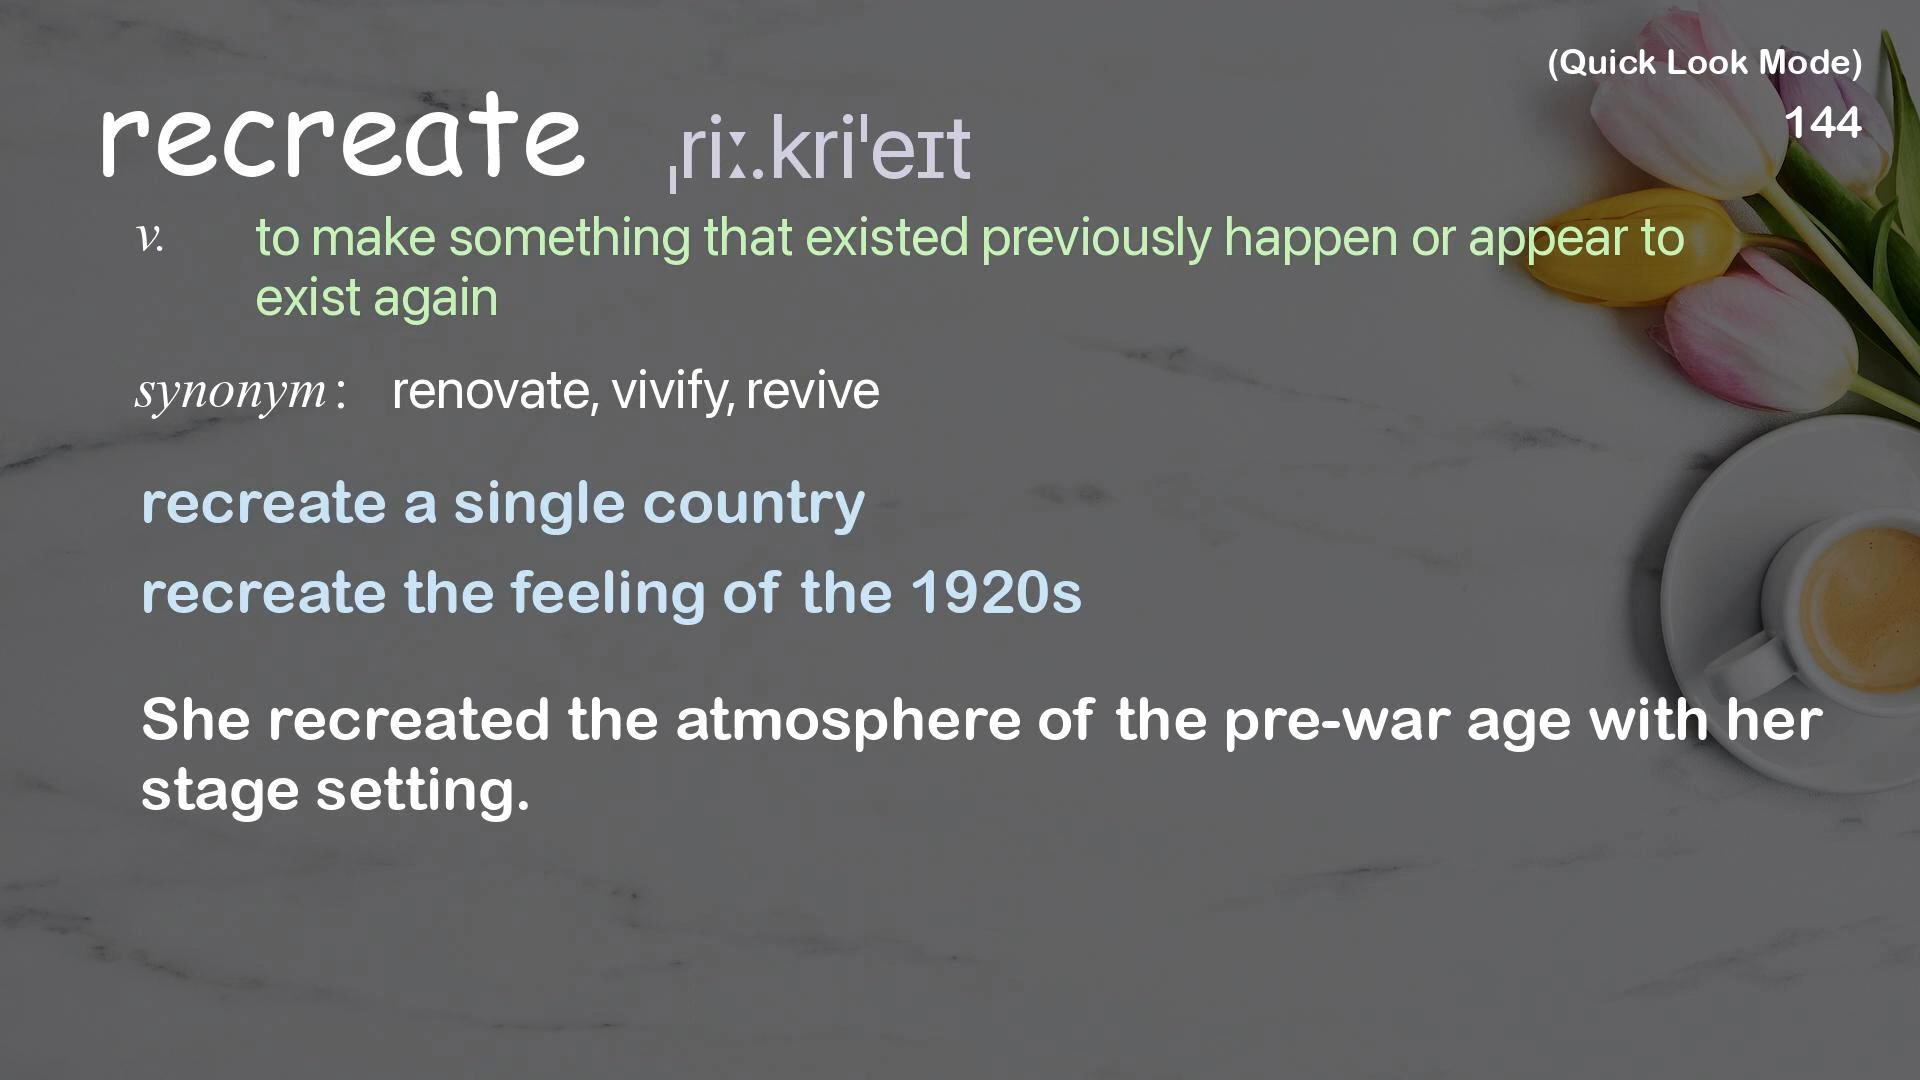 (Quick Look Mode)
144
recreate ˌriː.kriˈeɪt
v. to make something that existed previously happen or appear to
exist again
synonym: renovate, vivify, revive
recreate a single country
recreate the feeling of the 1920s
She recreated the atmosphere of the pre-war age with her
stage setting.